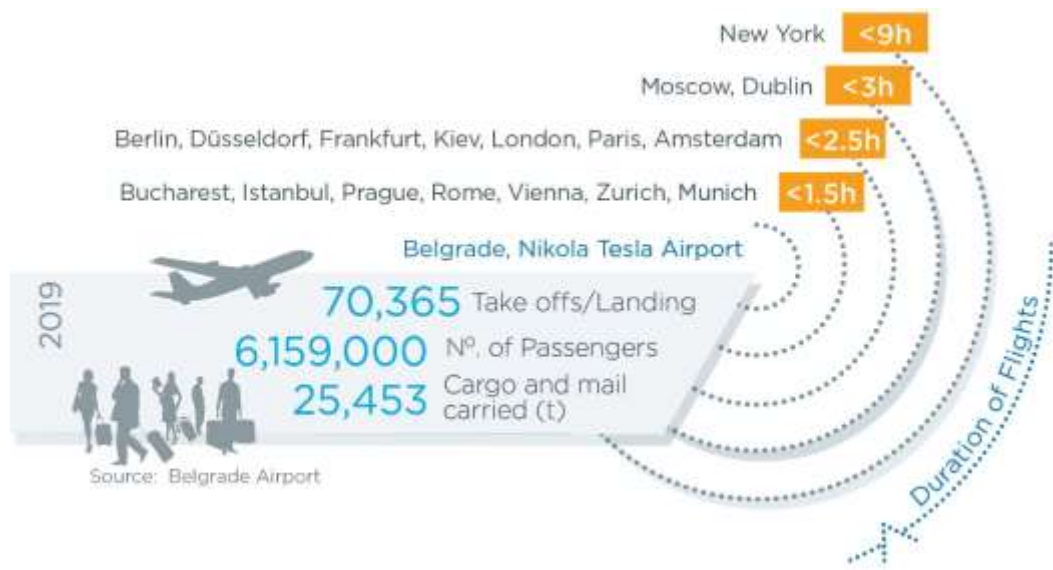 New York <9h
Moscow, Dublin <3h
Berlin, Düsseldorf, Frankfurt, Kiev, London, Paris, Amsterdam <2.5h
Bucharest, Istanbul, Prague, Rome, Vienna, Zurich, Munich <1.5h
Belgrade, Nikola Tesla Airport
2019
70,365 Take offs/Landing
6,159,000 Nº. of Passengers
25,453 Cargo and mail
carried (t)
Source: Belgrade Airport
Duration of Flights